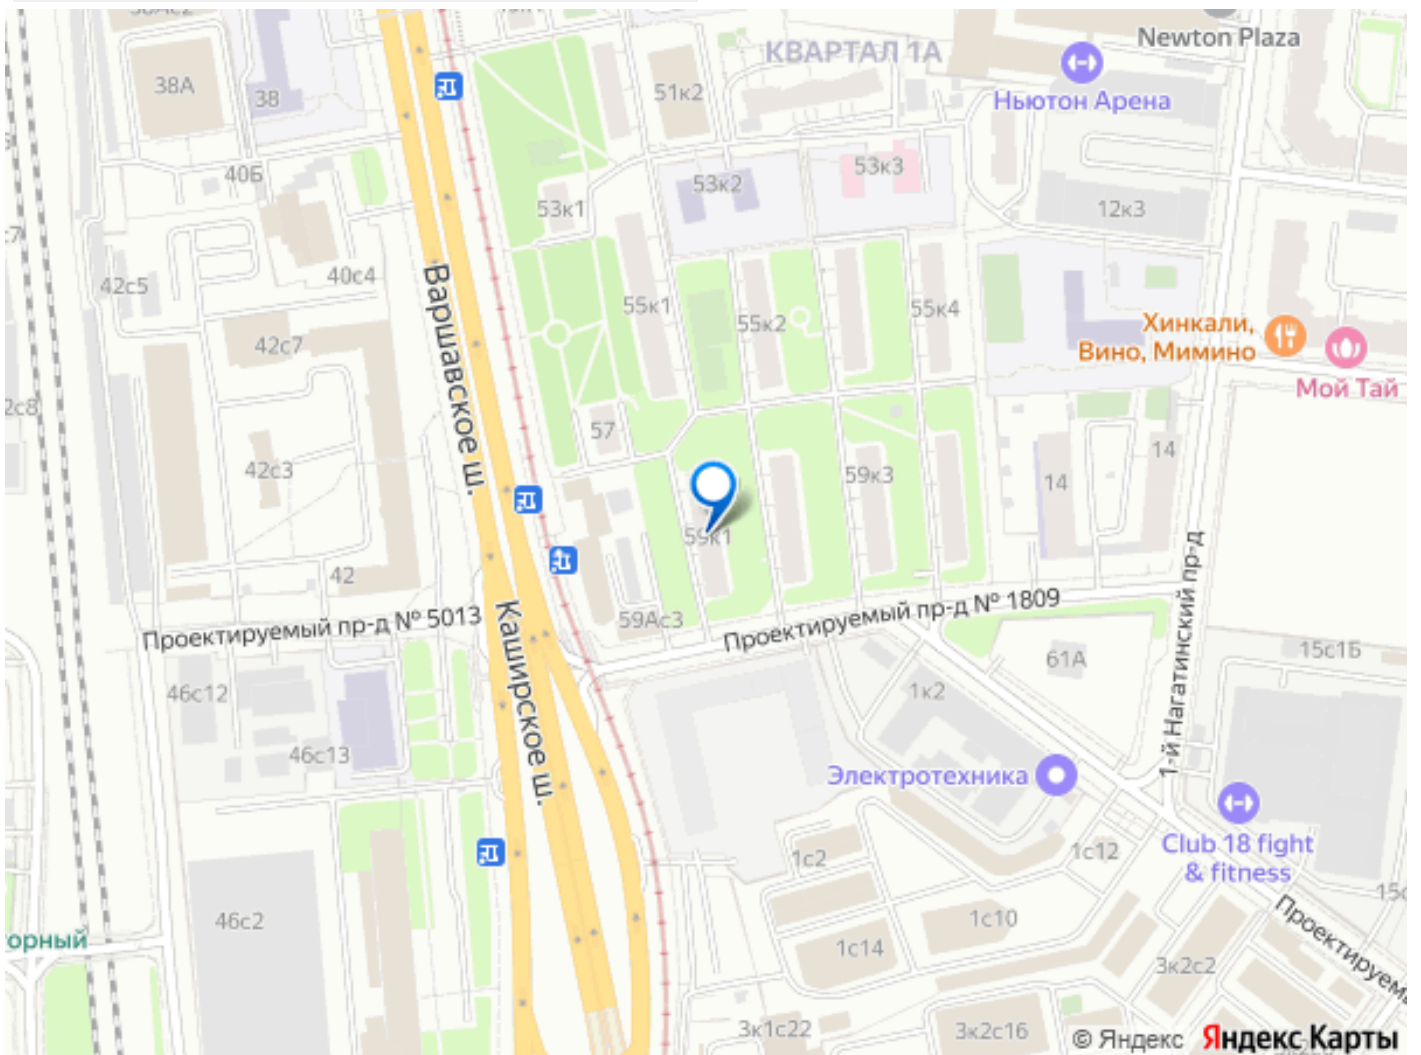 Newton Plaza
КВАРТАЛ 1А
38А
38
51к2
Ньютон Арена
40Б
53к2
53к3
53к1
12к3
42с5
40с4
Варшавское ш.
55к1
55к2
55к4
42с7
Хинкали,
Вино, Мимино
Мой Тай
57
42с3
59к3
14
14
59к1
42
Каширское ш.
59Ас3
Проектируемый пр-д № 5013
Проектируемый пр-д № 1809
1-й Нагатинский пр-д
61А
15с1Б
46с12
1к2
46с13
Электротехника
1с2
1с12
Club 18 fight
& fitness
46с2
1с10
1с14
3к2с2
3к1с22
3к2с16
© Яндекс Яндекс Карты